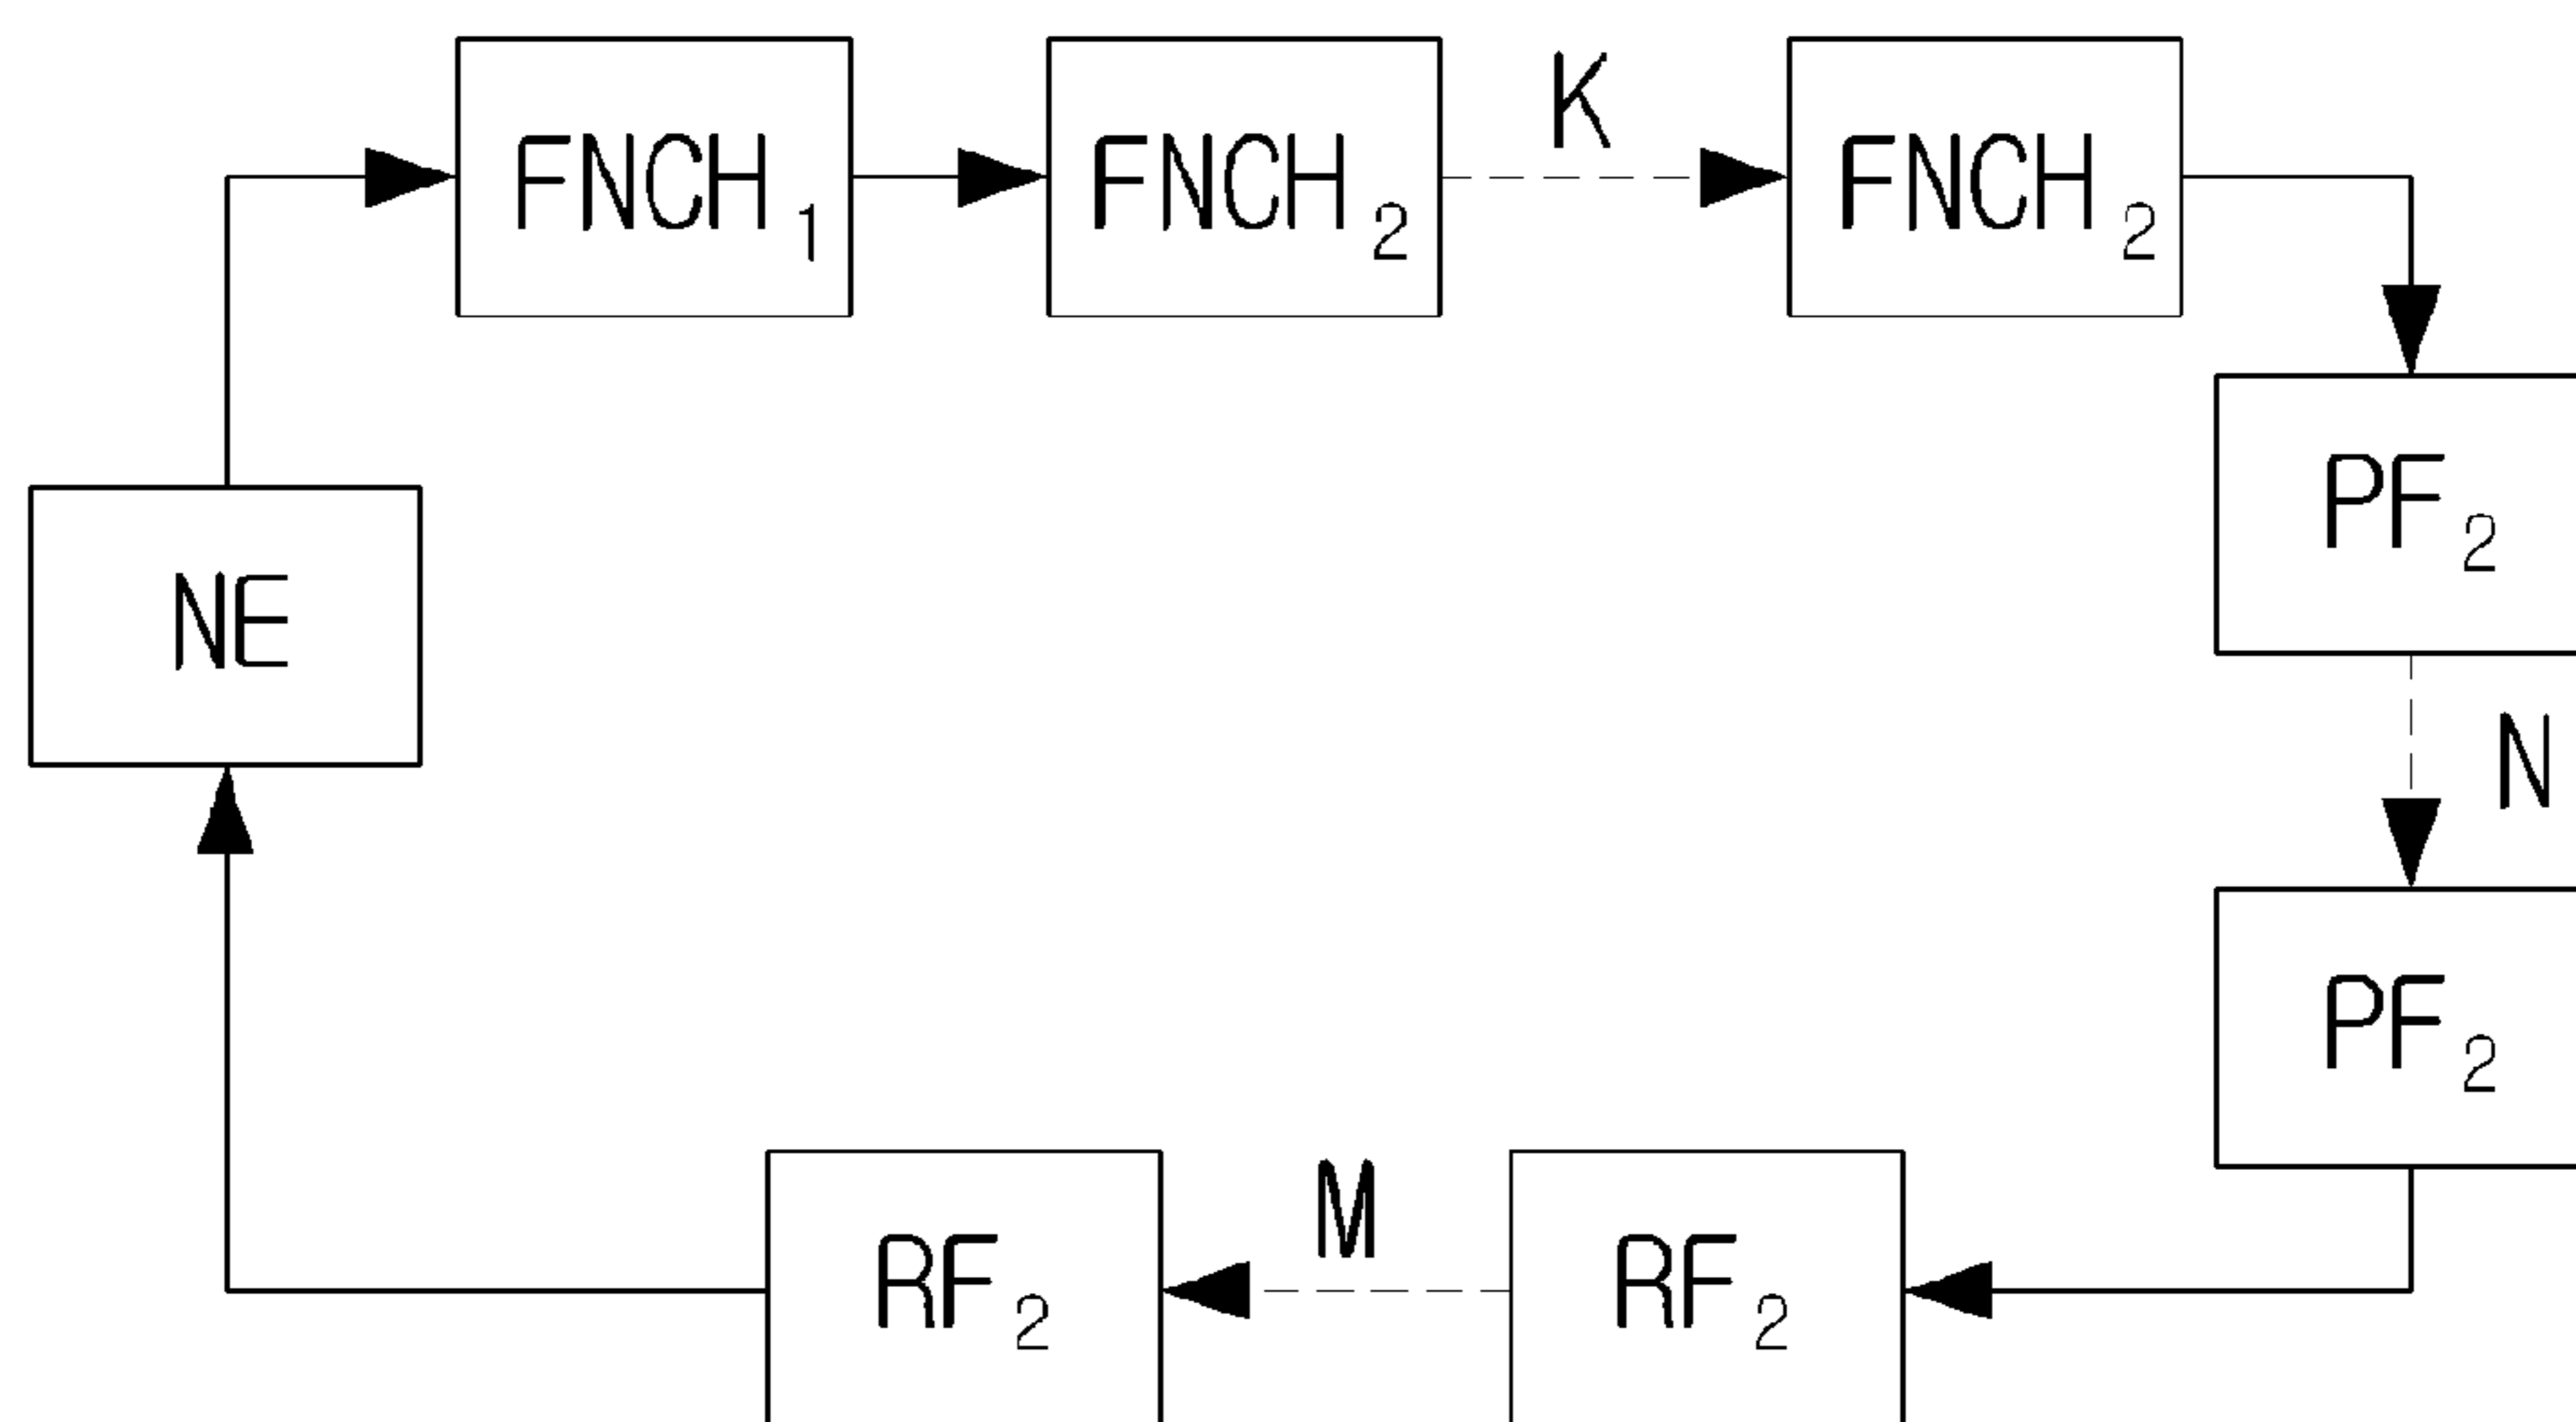 FNCH₁ FNCH₂ K FNCH₂
PF₂
NE
N
PF₂
M
RF₂ RF₂